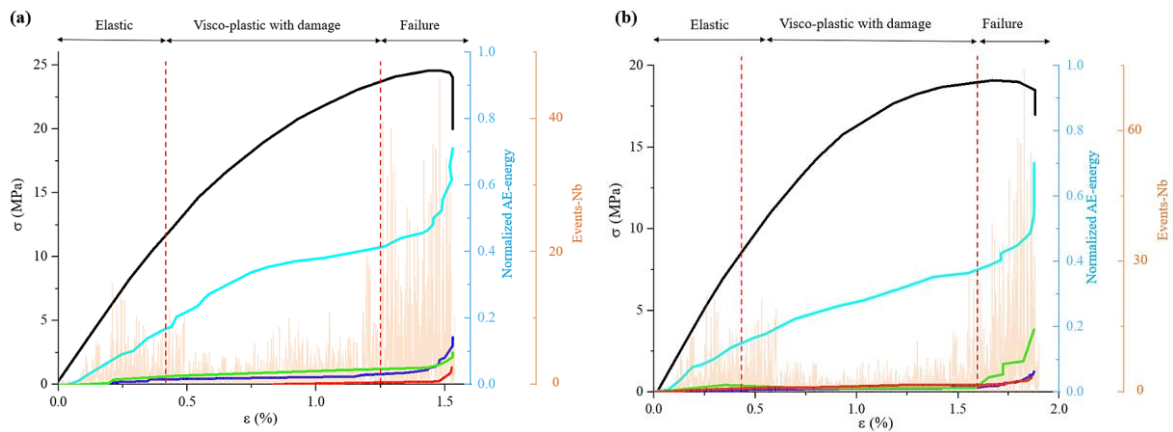 (a)
Elastic
Visco-plastic with damage
Failure
25
20
15
10
5
0
σ (MPa)
0.0
0.5
1.0
1.5
ε (%)
1.0
0.8
0.6
0.4
0.2
0.0
Normalized AE-energy
40
20
0
Events-Nb
(b)
Elastic
Visco-plastic with damage
Failure
20
15
10
5
0
σ (MPa)
0.0
0.5
1.0
1.5
2.0
ε (%)
1.0
0.8
0.6
0.4
0.2
0.0
Normalized AE-energy
60
30
0
Events-Nb